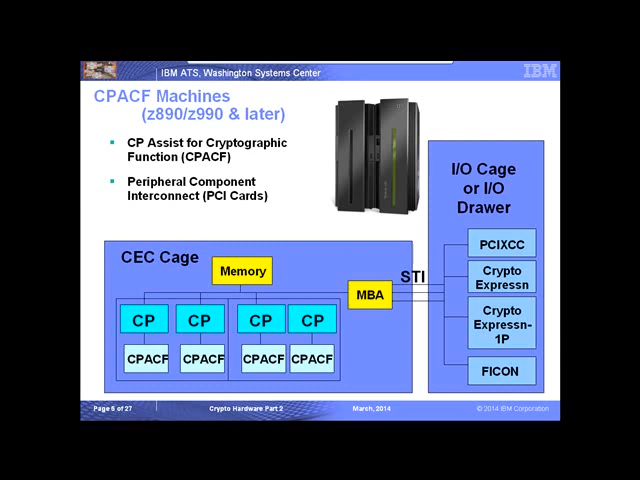 IBM ATS, Washington Systems Center
IBM
CPACF Machines
(z890/z990 & later)
CP Assist for Cryptographic
Function (CPACF)
Peripheral Component
Interconnect (PCI Cards)
I/O Cage
or I/O
Drawer
CEC Cage
Memory
MBA
STI
PCIXCC
Crypto
Expressn
Crypto
Expressn-
1P
FICON
CP CP CP CP
CPACF CPACF CPACF CPACF
Page 5 of 27 Crypto Hardware Part 2 Marsh, 2014 © 2014 IBM Corporation